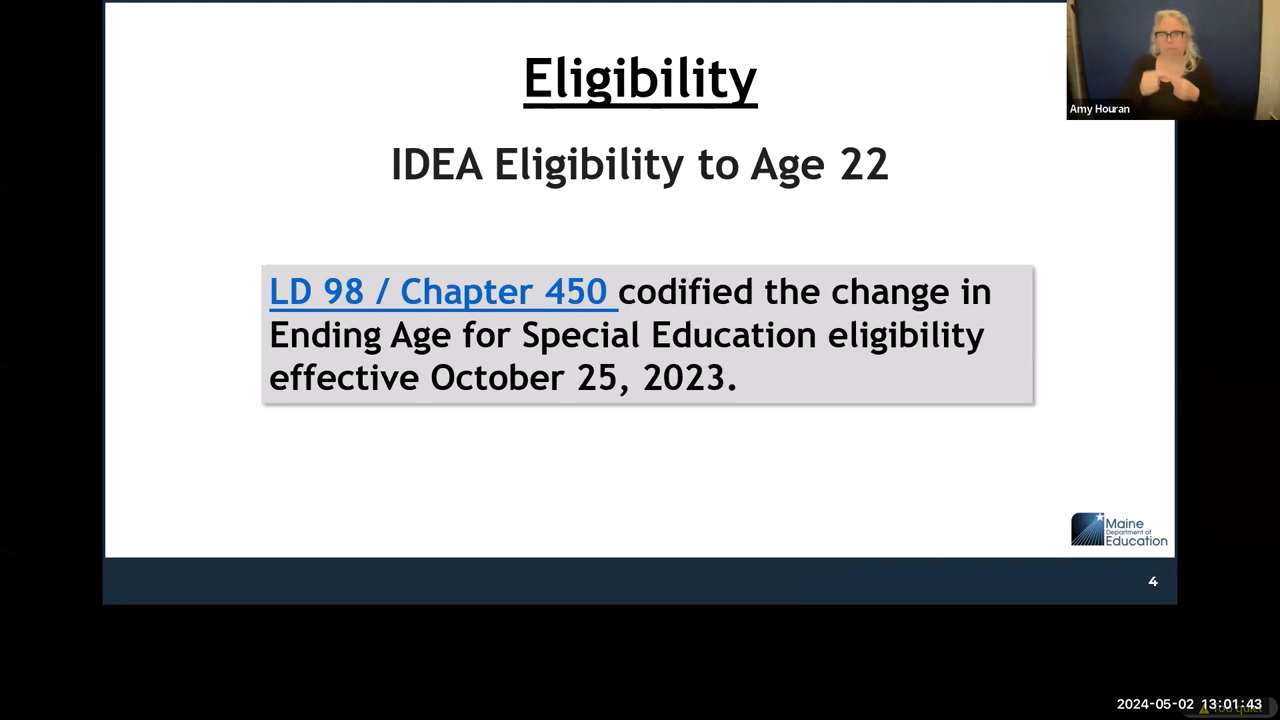 Eligibility
IDEA Eligibility to Age 22
LD 98 / Chapter 450 codified the change in
Ending Age for Special Education eligibility
effective October 25, 2023.
Amy Houran
Maine
Department of
Education
4
2024-05-02 13:01:43